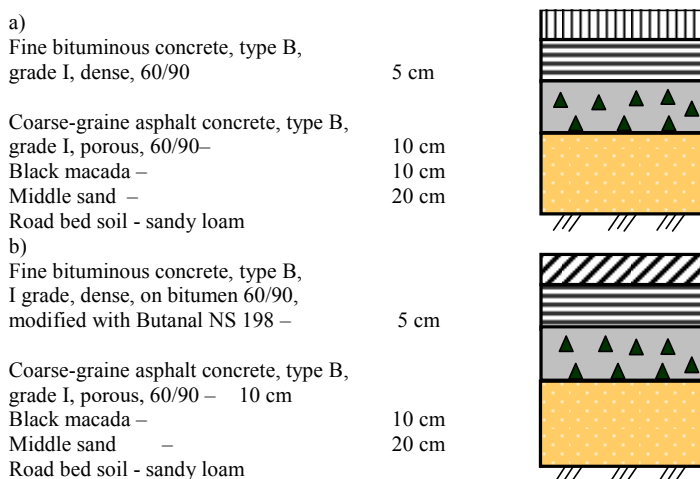 a)
Fine bituminous concrete, type B,
grade I, dense, 60/90 5 cm
Coarse-graine asphalt concrete, type B,
grade I, porous, 60/90– 10 cm
Black macada – 10 cm
Middle sand – 20 cm
Road bed soil - sandy loam
b)
Fine bituminous concrete, type B,
I grade, dense, on bitumen 60/90,
modified with Butanal NS 198 – 5 cm
Coarse-graine asphalt concrete, type B,
grade I, porous, 60/90 – 10 cm
Black macada – 10 cm
Middle sand – 20 cm
Road bed soil - sandy loam